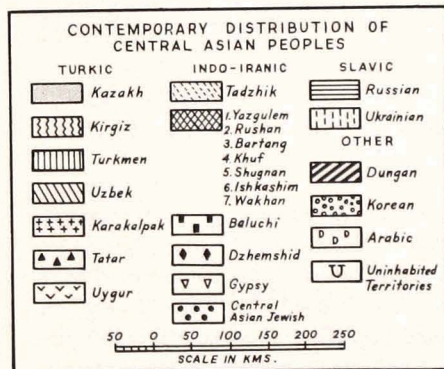 CONTEMPORARY DISTRIBUTION OF
CENTRAL ASIAN PEOPLES
TURKIC
Kazakh
Kirgiz
Turkmen
Uzbek
Karakalpak
Tatar
Uygur
INDO-IRANIC
Tadzhik
1. Yazgulem
2. Rushan
3. Bartang
4. Khuf
5. Shugnan
6. Ishkashim
7. Wakhan
Baluchi
Dzhemshid
Gypsy
Central
Asian Jewish
SLAVIC
Russian
Ukrainian
OTHER
Dungan
Korean
Arabic
Uninhabited
Territories
50 0 50 100 150 200 250
SCALE IN KMS.